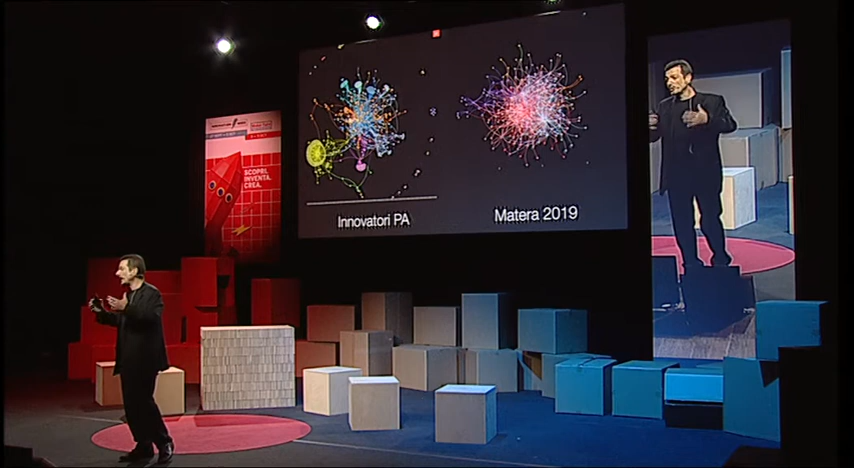 SCOPRI.
INVENTA.
CREA.
Innovatori PA
Matera 2019